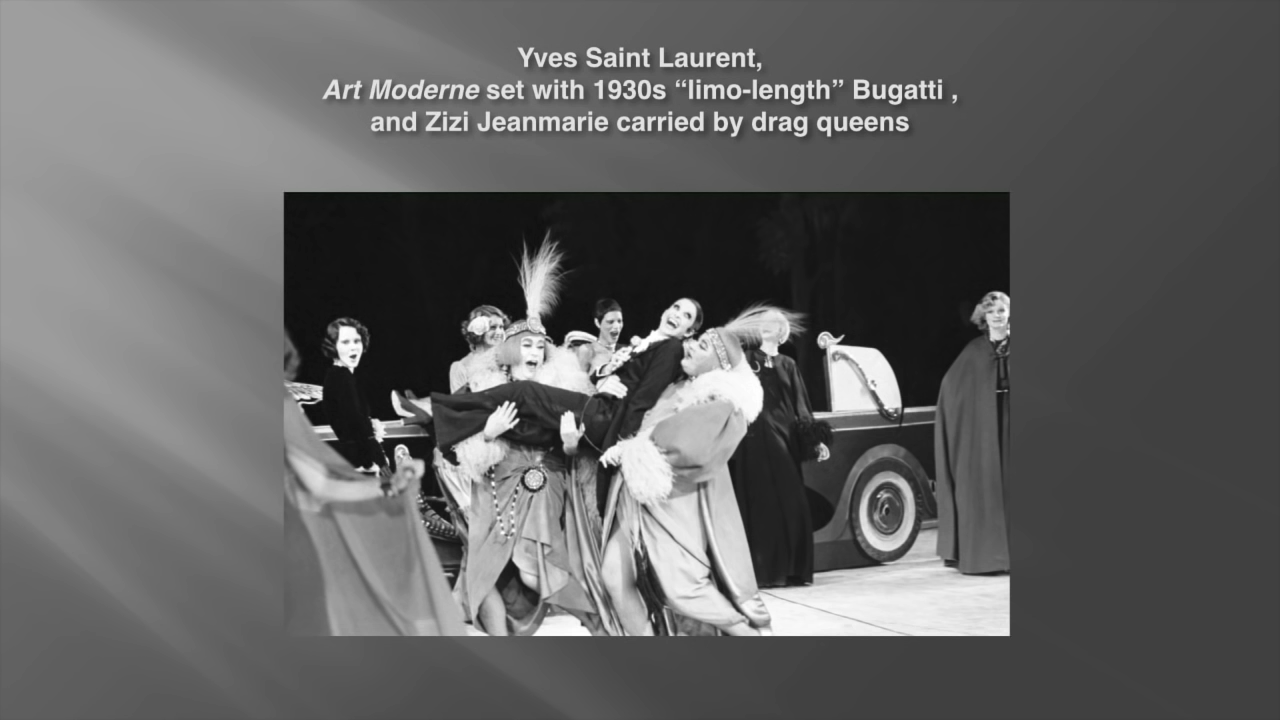 Yves Saint Laurent,
Art Moderne set with 1930s “limo-length” Bugatti ,
and Zizi Jeanmarie carried by drag queens